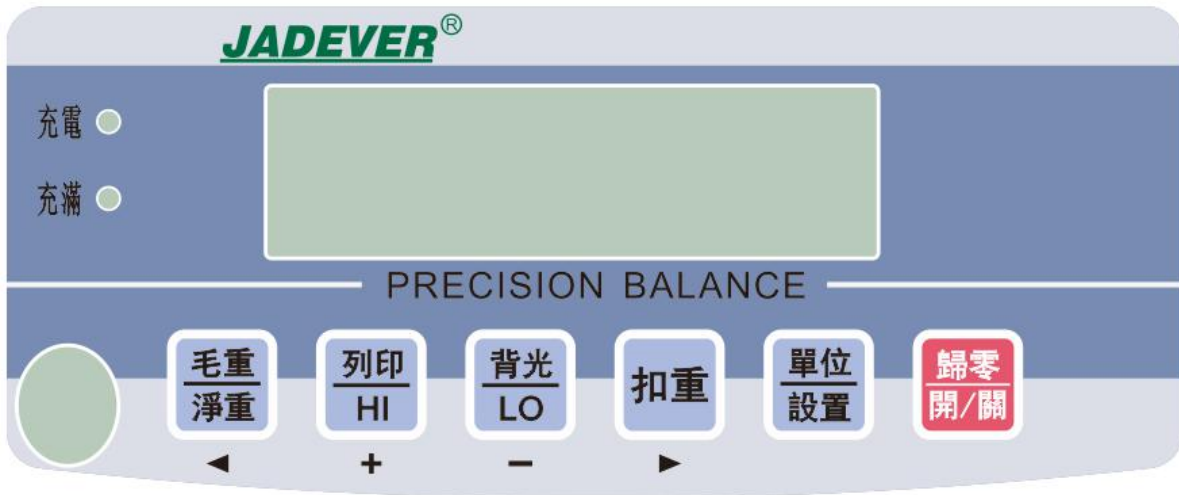 JADEVER®
充電
充滿
PRECISION BALANCE
毛重
淨重
列印
HI
背光
LO
扣重
單位
設置
歸零
開/關
◀ + − ▶